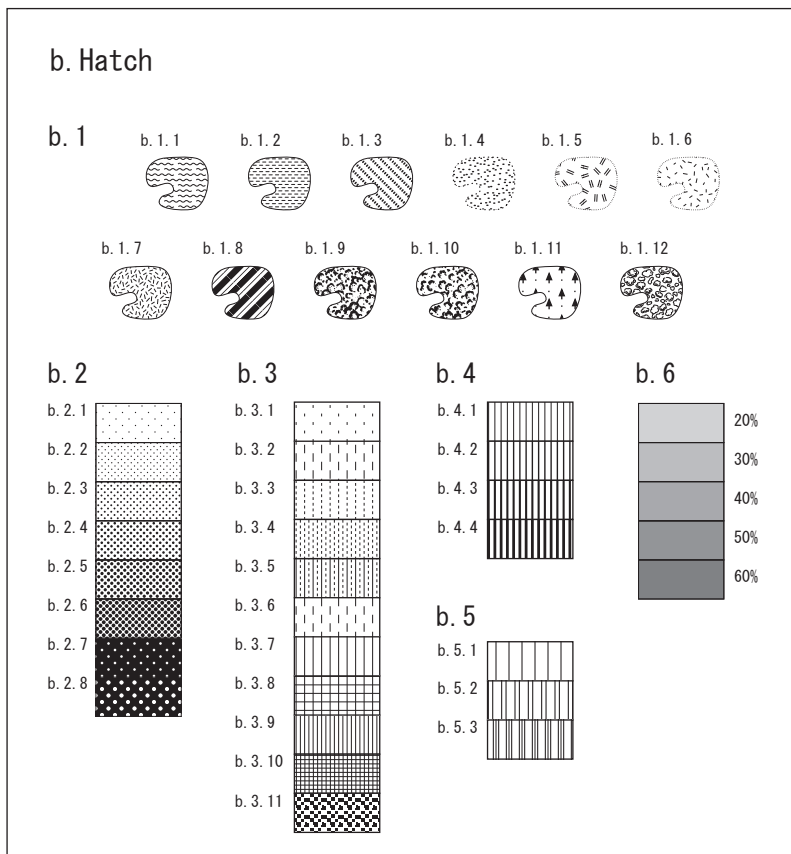 b. Hatch
b. 1
b. 1. 1 b. 1. 2 b. 1. 3 b. 1. 4 b. 1. 5 b. 1. 6
b. 1. 7 b. 1. 8 b. 1. 9 b. 1. 10 b. 1. 11 b. 1. 12
b. 2
b. 2. 1
b. 2. 2
b. 2. 3
b. 2. 4
b. 2. 5
b. 2. 6
b. 2. 7
b. 2. 8
b. 3
b. 3. 1
b. 3. 2
b. 3. 3
b. 3. 4
b. 3. 5
b. 3. 6
b. 3. 7
b. 3. 8
b. 3. 9
b. 3. 10
b. 3. 11
b. 4
b. 4. 1
b. 4. 2
b. 4. 3
b. 4. 4
b. 5
b. 5. 1
b. 5. 2
b. 5. 3
b. 6
20%
30%
40%
50%
60%